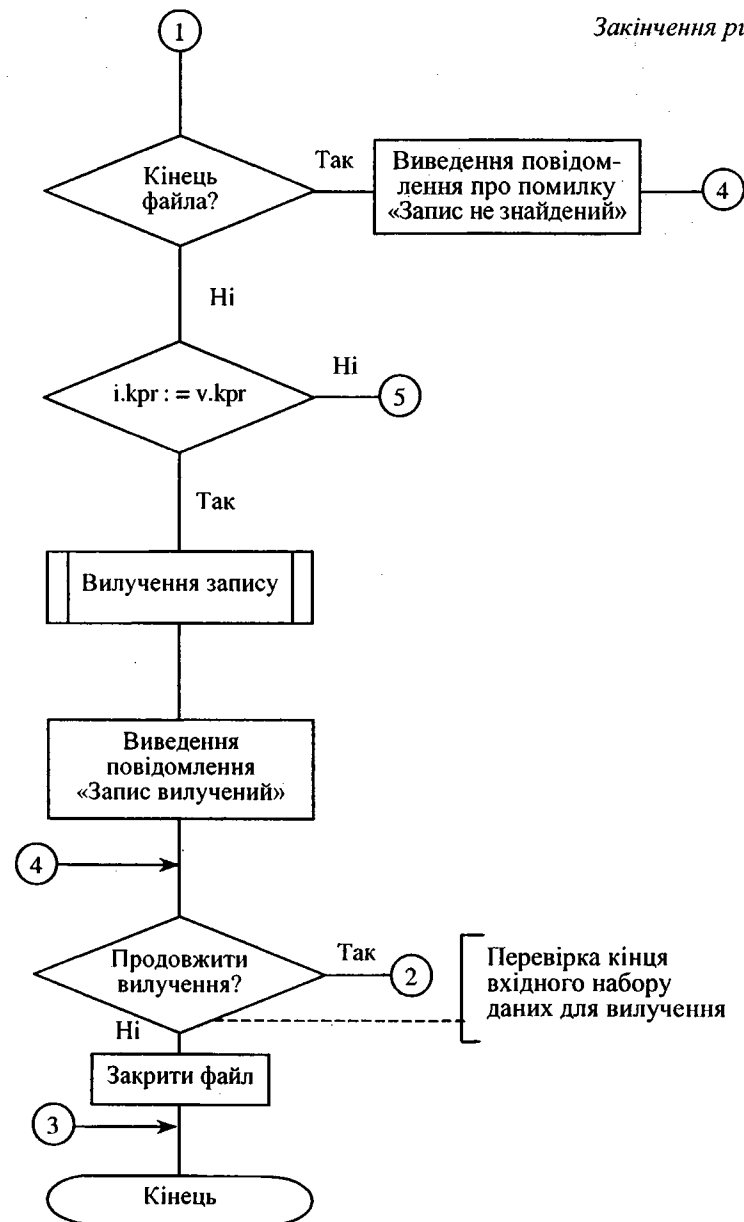 1
Закінчення
Кінець
файла?
Так
Виведення повідом-
лення про помилку
«Запис не знайдений»
4
Ні
i.kpr : = v.kpr
Ні
5
Так
Вилучення запису
Виведення
повідомлення
«Запис вилучений»
4
Продовжити
вилучення?
Так
2
Перевірка кінця
вхідного набору
даних для вилучення
Ні
Закрити файл
3
Кінець